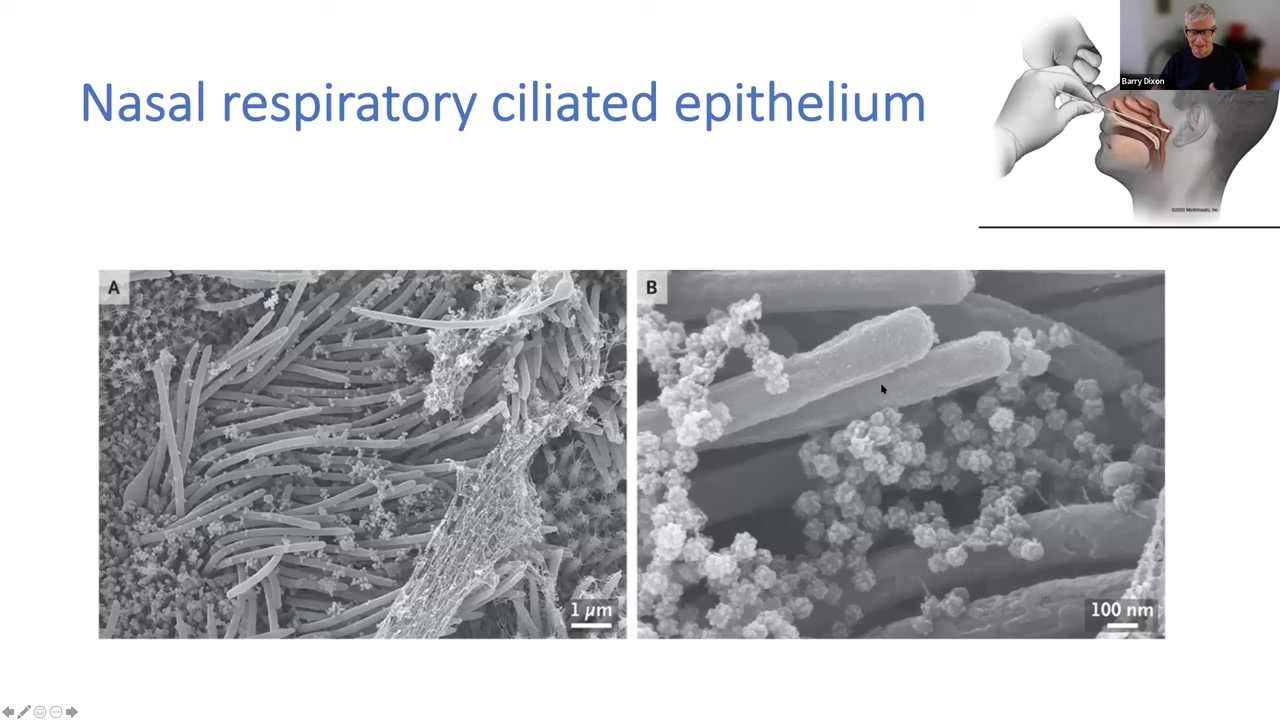 Nasal respiratory ciliated epithelium
Barry Dixon
A
1 µm
B
100 nm